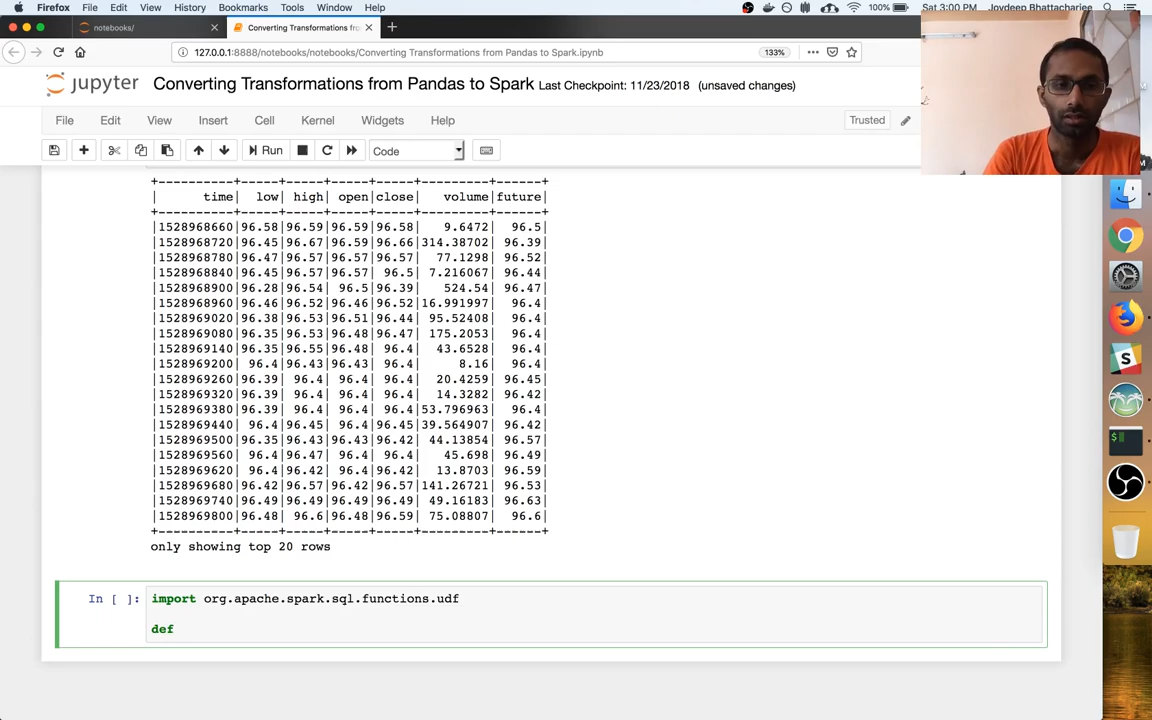 Firefox File Edit View History Bookmarks Tools Window Help 100% Sat 3:00 PM Joydeep Bhattacharjee
notebooks/ Converting Transformations fro
127.0.0.1:8888/notebooks/notebooks/Converting Transformations from Pandas to Spark.ipynb 133%
jupyter Converting Transformations from Pandas to Spark Last Checkpoint: 11/23/2018 (unsaved changes)
File Edit View Insert Cell Kernel Widgets Help Trusted
Run Code
+----------+-----+-----+-----+-----+---------+------+
| time| low| high| open|close| volume|future|
+----------+-----+-----+-----+-----+---------+------+
|1528968660|96.58|96.59|96.59|96.58| 9.6472| 96.5|
|1528968720|96.45|96.67|96.59|96.66|314.38702| 96.39|
|1528968780|96.47|96.57|96.57|96.57| 77.1298| 96.52|
|1528968840|96.45|96.57|96.57| 96.5| 7.216067| 96.44|
|1528968900|96.28|96.54| 96.5|96.39| 524.54| 96.47|
|1528968960|96.46|96.52|96.46|96.52|16.991997| 96.4|
|1528969020|96.38|96.53|96.51|96.44| 95.52408| 96.4|
|1528969080|96.35|96.53|96.48|96.47| 175.2053| 96.4|
|1528969140|96.35|96.55|96.48| 96.4| 43.6528| 96.4|
|1528969200| 96.4|96.43|96.43| 96.4| 8.16| 96.4|
|1528969260|96.39| 96.4| 96.4| 96.4| 20.4259| 96.45|
|1528969320|96.39| 96.4| 96.4| 96.4| 14.3282| 96.42|
|1528969380|96.39| 96.4| 96.4| 96.4|53.796963| 96.4|
|1528969440| 96.4|96.45| 96.4|96.45|39.564907| 96.42|
|1528969500|96.35|96.43|96.43|96.42| 44.13854| 96.57|
|1528969560| 96.4|96.47| 96.4| 96.4| 45.698| 96.49|
|1528969620| 96.4|96.42| 96.4|96.42| 13.8703| 96.59|
|1528969680|96.42|96.57|96.42|96.57|141.26721| 96.53|
|1528969740|96.49|96.49|96.49|96.49| 49.16183| 96.63|
|1528969800|96.48| 96.6|96.48|96.59| 75.08807| 96.6|
+----------+-----+-----+-----+-----+---------+------+
only showing top 20 rows
In [ ]: import org.apache.spark.sql.functions.udf
def